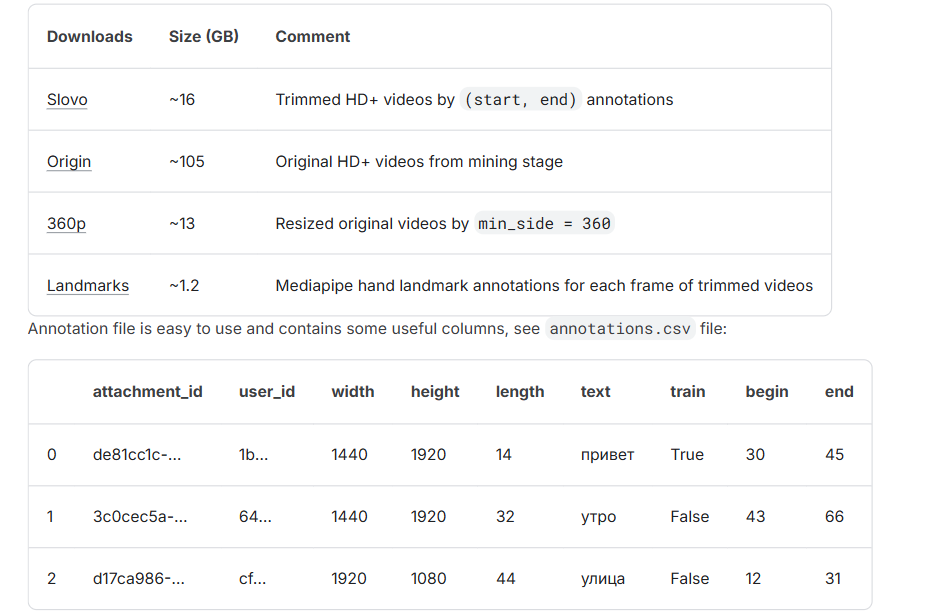 Downloads Size (GB) Comment
Slovo ~16 Trimmed HD+ videos by (start, end) annotations
Origin ~105 Original HD+ videos from mining stage
360p ~13 Resized original videos by min_side = 360
Landmarks ~1.2 Mediapipe hand landmark annotations for each frame of trimmed videos
Annotation file is easy to use and contains some useful columns, see annotations.csv file:
attachment_id user_id width height length text train begin end
0 de81cc1c-... 1b... 1440 1920 14 привет True 30 45
1 3c0cec5a-... 64... 1440 1920 32 утро False 43 66
2 d17ca986-... cf... 1920 1080 44 улица False 12 31